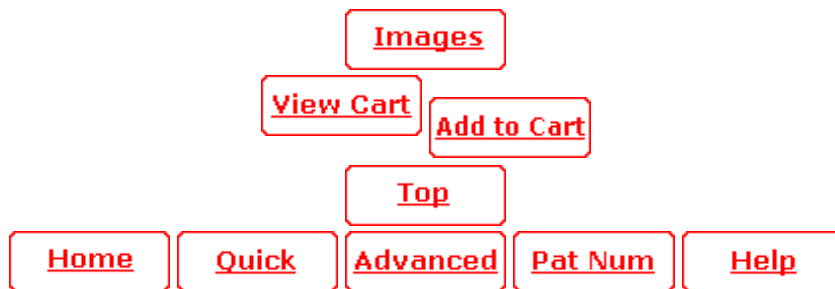 Images
View Cart
Add to Cart
Top
Home Quick Advanced Pat Num Help